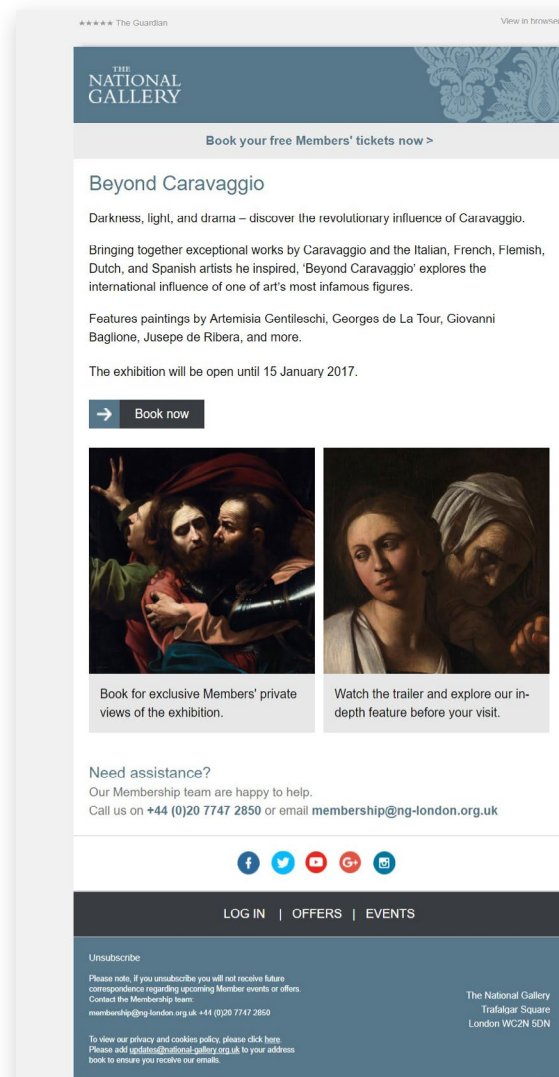 ★★★★★ The Guardian
View in browser
THE
NATIONAL
GALLERY
Book your free Members' tickets now >
Beyond Caravaggio
Darkness, light, and drama – discover the revolutionary influence of Caravaggio.
Bringing together exceptional works by Caravaggio and the Italian, French, Flemish,
Dutch, and Spanish artists he inspired, 'Beyond Caravaggio' explores the
international influence of one of art's most infamous figures.
Features paintings by Artemisia Gentileschi, Georges de La Tour, Giovanni
Baglione, Jusepe de Ribera, and more.
The exhibition will be open until 15 January 2017.
Book now
Book for exclusive Members' private
views of the exhibition.
Watch the trailer and explore our in-
depth feature before your visit.
Need assistance?
Our Membership team are happy to help.
Call us on +44 (0)20 7747 2850 or email membership@ng-london.org.uk
LOG IN | OFFERS | EVENTS
Unsubscribe
Please note, if you unsubscribe you will not receive future
correspondence regarding upcoming Member events or offers.
Contact the Membership team:
membership@ng-london.org.uk +44 (0)20 7747 2850
To view our privacy and cookies policy, please click here.
Please add updates@national-gallery.org.uk to your address
book to ensure you receive our emails.
The National Gallery
Trafalgar Square
London WC2N 5DN